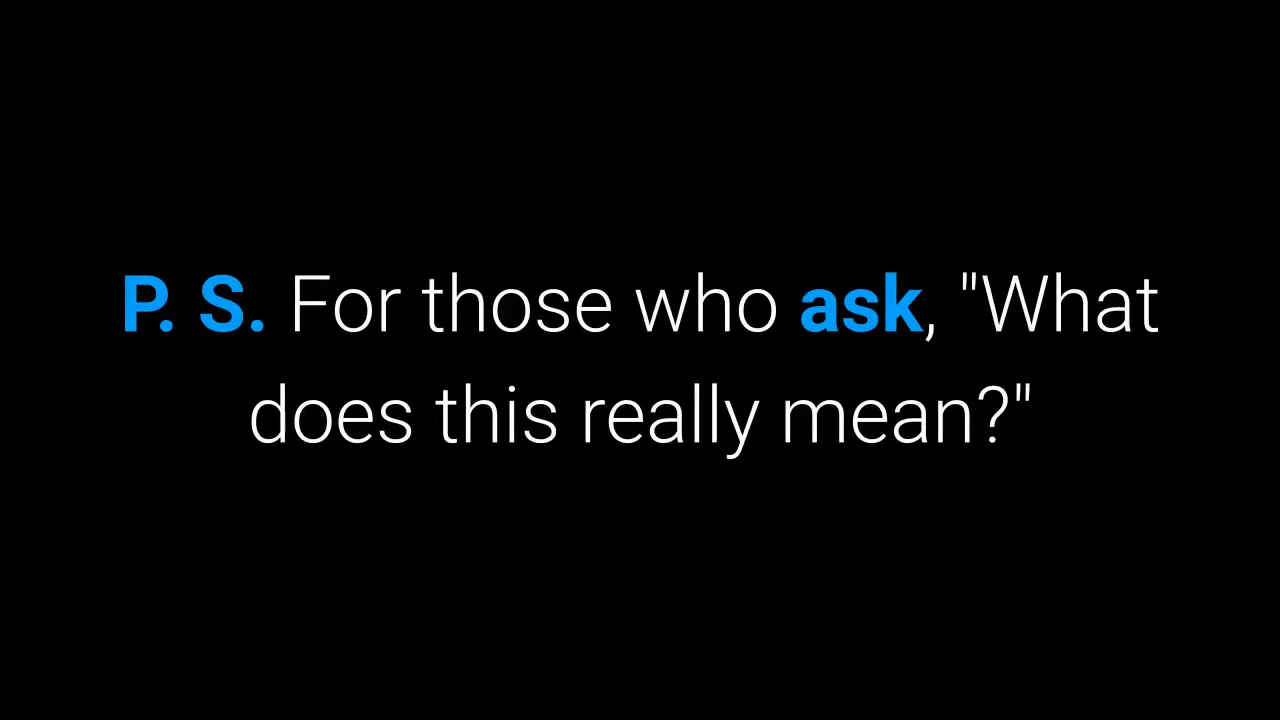 P. S. For those who ask, "What
does this really mean?"